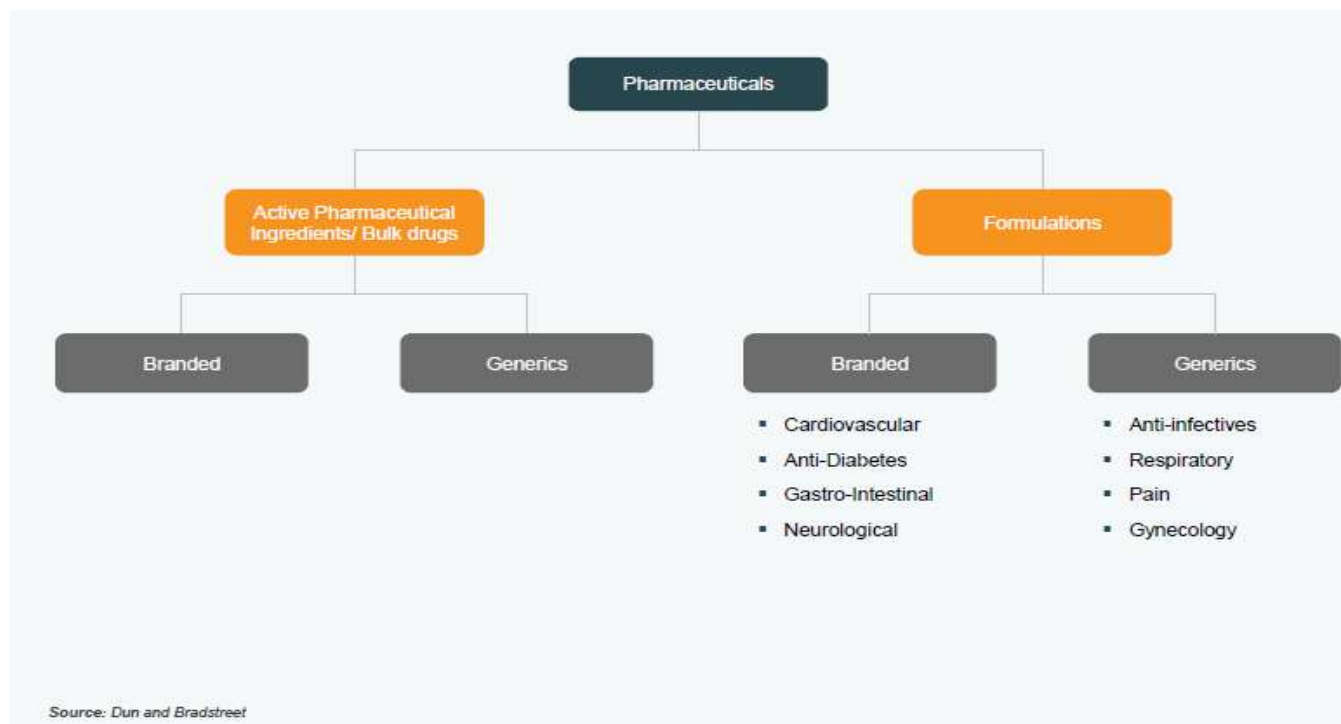 Pharmaceuticals
Active Pharmaceutical
Ingredients/ Bulk drugs
Formulations
Branded
Generics
Branded
Generics
▪ Cardiovascular
▪ Anti-Diabetes
▪ Gastro-Intestinal
▪ Neurological
▪ Anti-infectives
▪ Respiratory
▪ Pain
▪ Gynecology
Source: Dun and Bradstreet